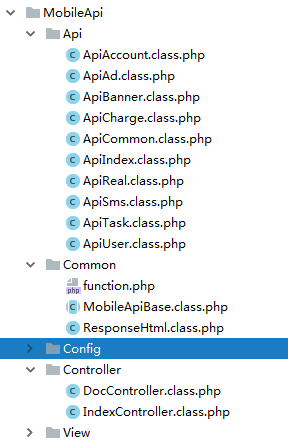 MobileApi
Api
ApiAccount.class.php
ApiAd.class.php
ApiBanner.class.php
ApiCharge.class.php
ApiCommon.class.php
ApiIndex.class.php
ApiReal.class.php
ApiSms.class.php
ApiTask.class.php
ApiUser.class.php
Common
function.php
MobileApiBase.class.php
ResponseHtml.class.php
Config
Controller
DocController.class.php
IndexController.class.php
View